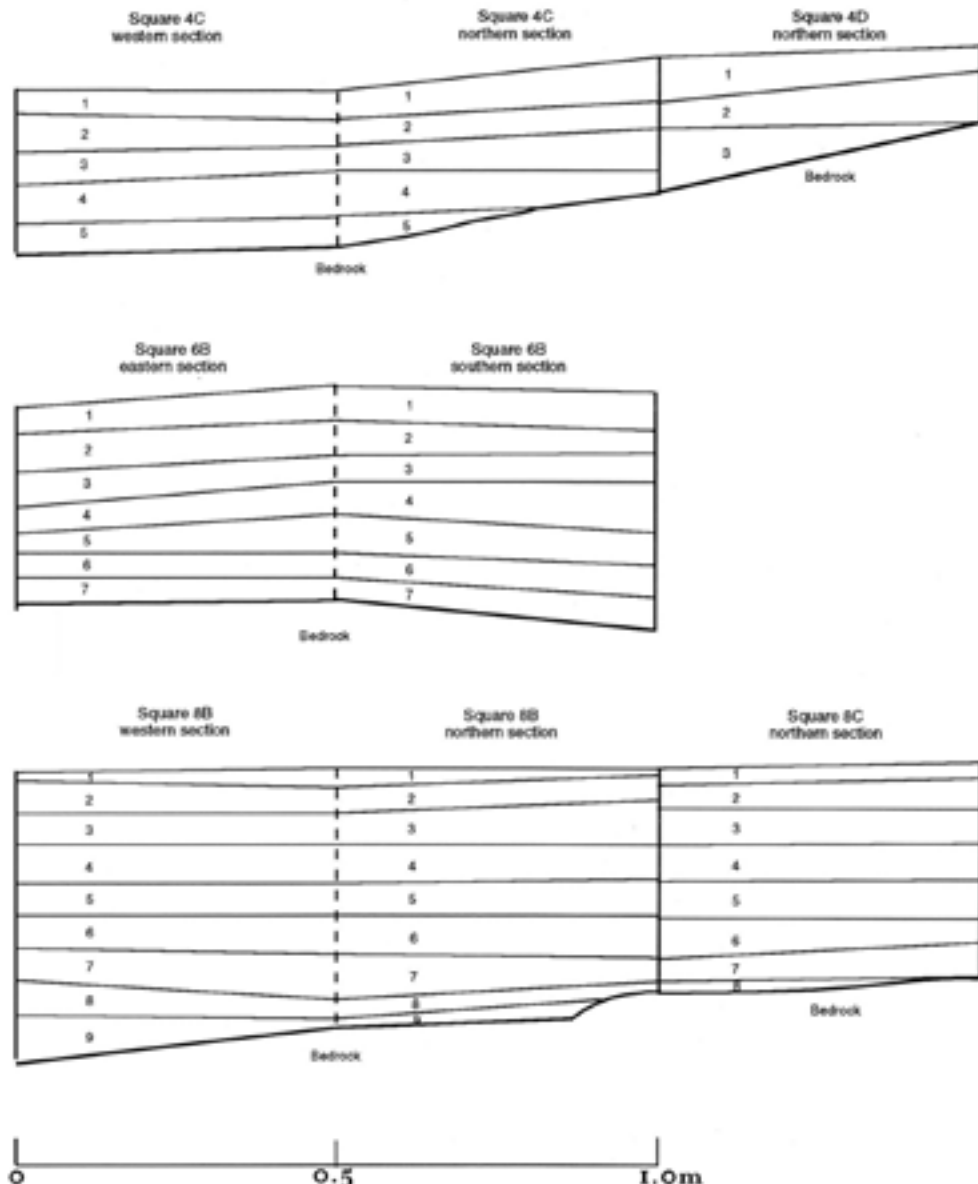 Square 4C
western section
Square 4C
northern section
Square 4D
northern section
1
2
3
4
5
1
2
3
4
5
1
2
3
Bedrock
Bedrock
Square 6B
eastern section
Square 6B
southern section
1
2
3
4
5
6
7
1
2
3
4
5
6
7
Bedrock
Square 8B
western section
Square 8B
northern section
Square 8C
northern section
1
2
3
4
5
6
7
8
9
1
2
3
4
5
6
7
8
9
1
2
3
4
5
6
7
8
Bedrock
Bedrock
0 0.5 1.0m